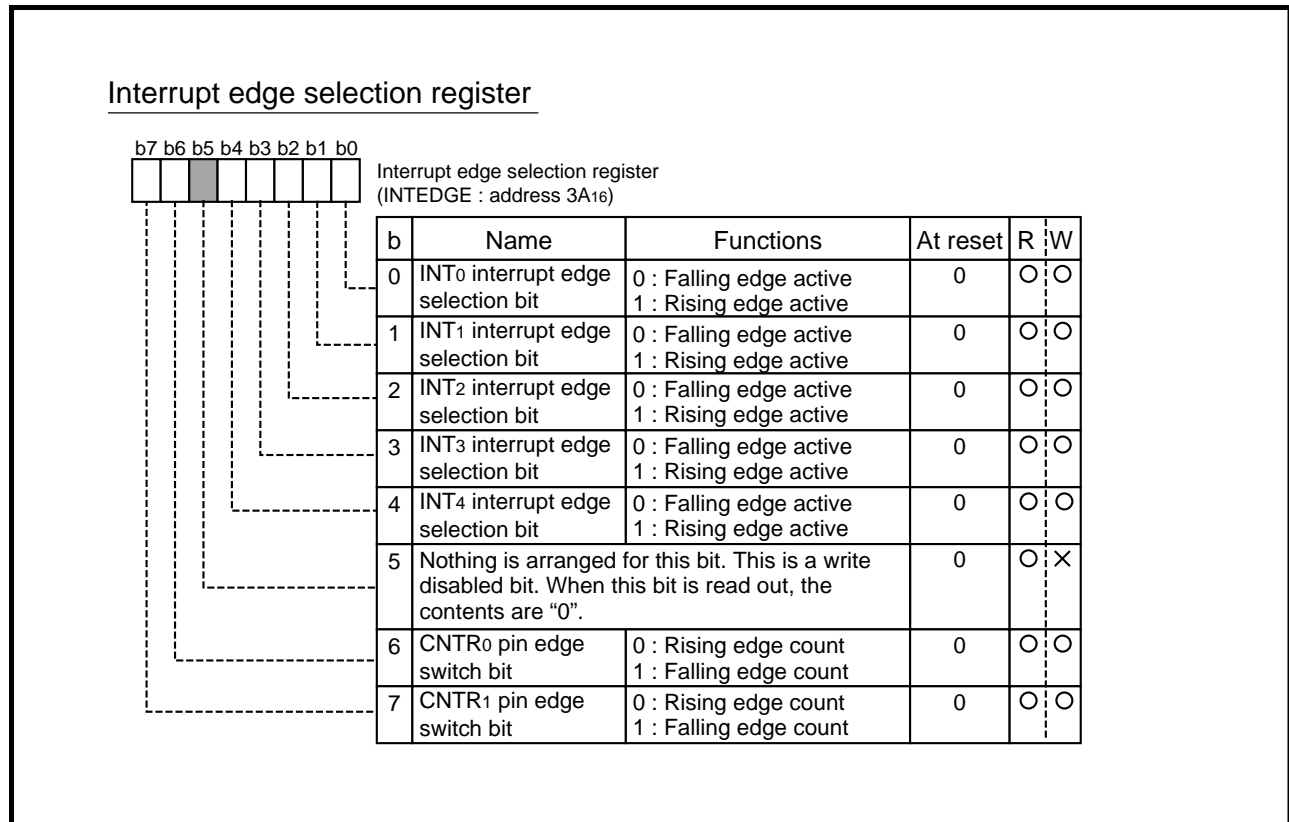 Interrupt edge selection register
b7 b6 b5 b4 b3 b2 b1 b0
Interrupt edge selection register
(INTEDGE : address 3A16)
b Name Functions At reset R W
0 INT0 interrupt edge selection bit 0 : Falling edge active 0 O O
1 : Rising edge active
1 INT1 interrupt edge selection bit 0 : Falling edge active 0 O O
1 : Rising edge active
2 INT2 interrupt edge selection bit 0 : Falling edge active 0 O O
1 : Rising edge active
3 INT3 interrupt edge selection bit 0 : Falling edge active 0 O O
1 : Rising edge active
4 INT4 interrupt edge selection bit 0 : Falling edge active 0 O O
1 : Rising edge active
5 Nothing is arranged for this bit. This is a write 0 O ×
disabled bit. When this bit is read out, the
contents are “0”.
6 CNTR0 pin edge switch bit 0 : Rising edge count 0 O O
1 : Falling edge count
7 CNTR1 pin edge switch bit 0 : Rising edge count 0 O O
1 : Falling edge count